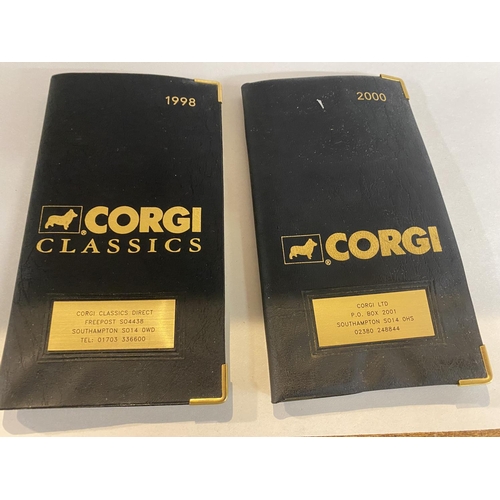 1998
CORGI
CLASSICS
CORGI CLASSICS DIRECT
FREEPOST SO4438
SOUTHAMPTON SO14 0WD
TEL: 01703 336600
2000
CORGI
CORGI LTD
P.O. BOX 2001
SOUTHAMPTON SO14 0HS
02380 248844